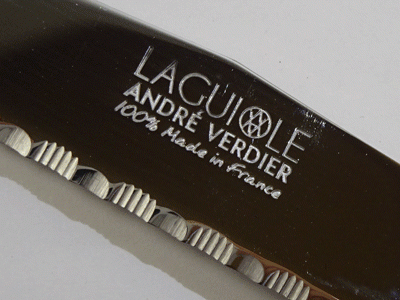 LAGUIOLE
ANDRÉ VERDIER
100% Made in France